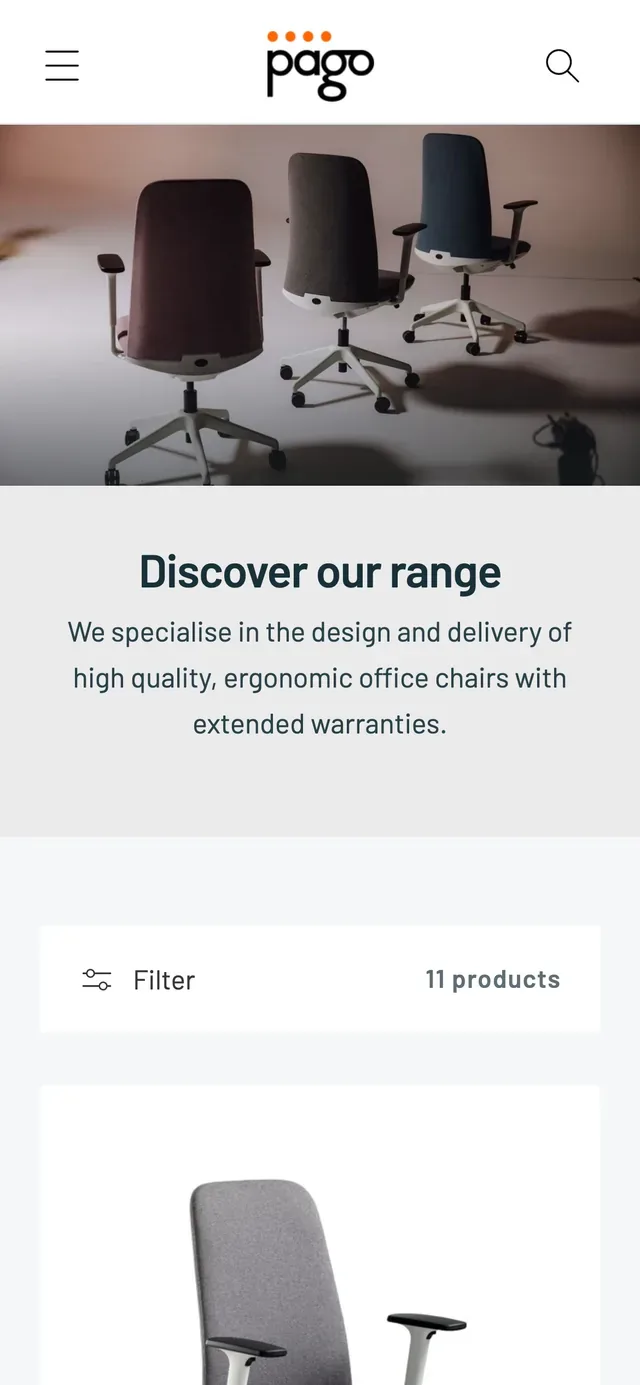 pago
Discover our range
We specialise in the design and delivery of
high quality, ergonomic office chairs with
extended warranties.
Filter
11 products